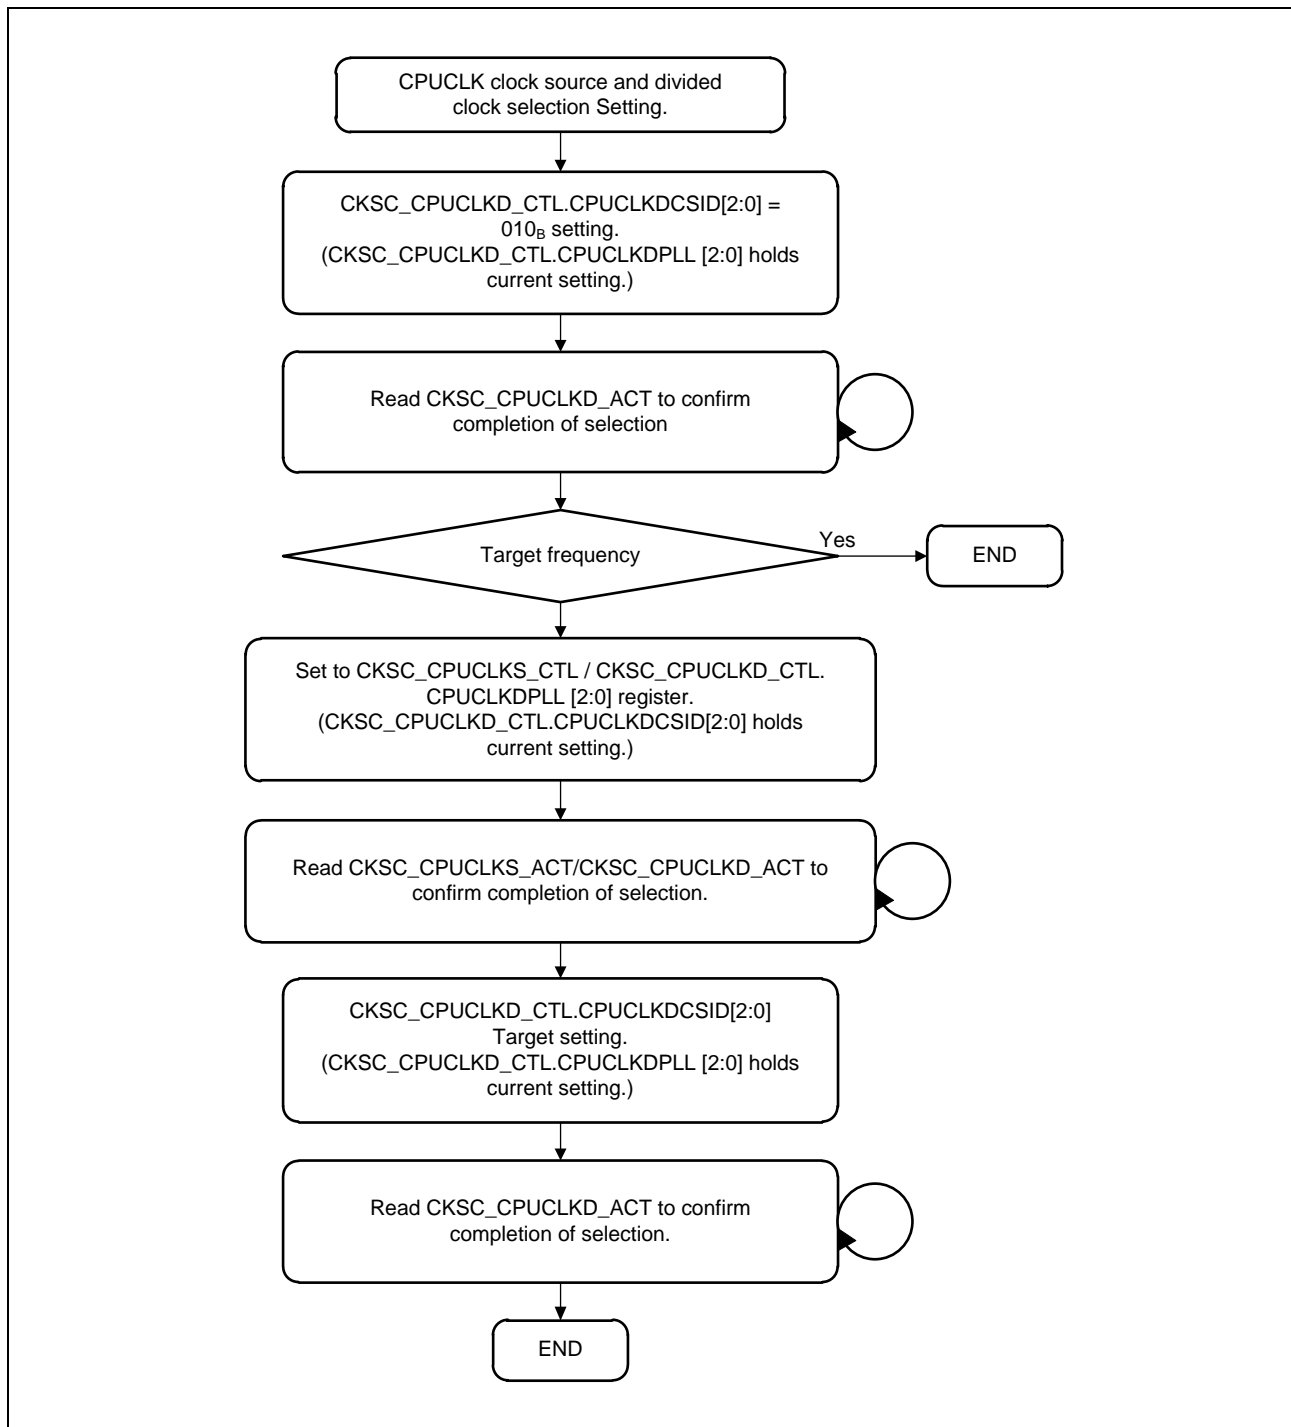 CPUCLK clock source and divided
clock selection Setting.
CKSC_CPUCLKD_CTL.CPUCLKDCSID[2:0] =
010B setting.
(CKSC_CPUCLKD_CTL.CPUCLKDPLL [2:0] holds
current setting.)
Read CKSC_CPUCLKD_ACT to confirm
completion of selection
Target frequency
Yes
END
Set to CKSC_CPUCLKS_CTL / CKSC_CPUCLKD_CTL.
CPUCLKDPLL [2:0] register.
(CKSC_CPUCLKD_CTL.CPUCLKDCSID[2:0] holds
current setting.)
Read CKSC_CPUCLKS_ACT/CKSC_CPUCLKD_ACT to
confirm completion of selection.
CKSC_CPUCLKD_CTL.CPUCLKDCSID[2:0]
Target setting.
(CKSC_CPUCLKD_CTL.CPUCLKDPLL [2:0] holds
current setting.)
Read CKSC_CPUCLKD_ACT to confirm
completion of selection.
END